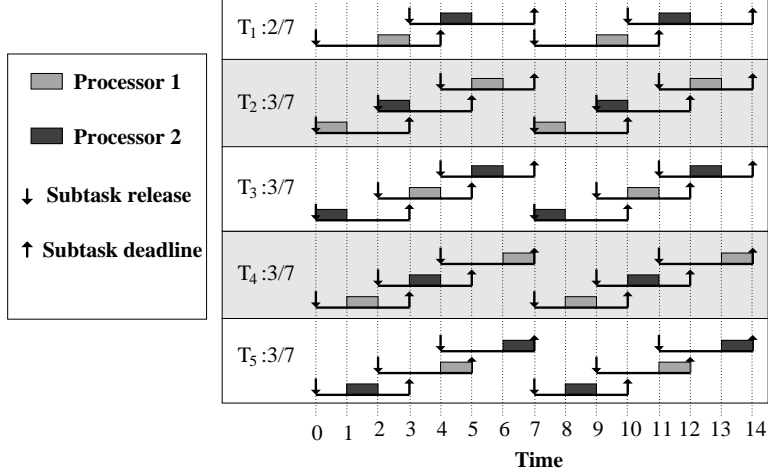 Processor 1
Processor 2
Subtask release
Subtask deadline
T1 :2/7
T2 :3/7
T3 :3/7
T4 :3/7
T5 :3/7
0 1 2 3 4 5 6 7 8 9 10 11 12 13 14
Time